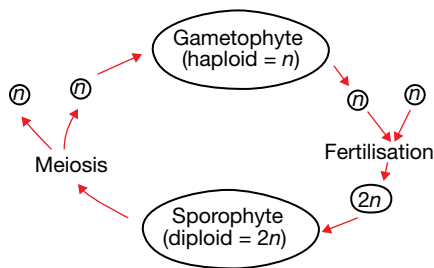 Gametophyte
(haploid = n)
n
n
n
n
Meiosis
Fertilisation
2n
Sporophyte
(diploid = 2n)